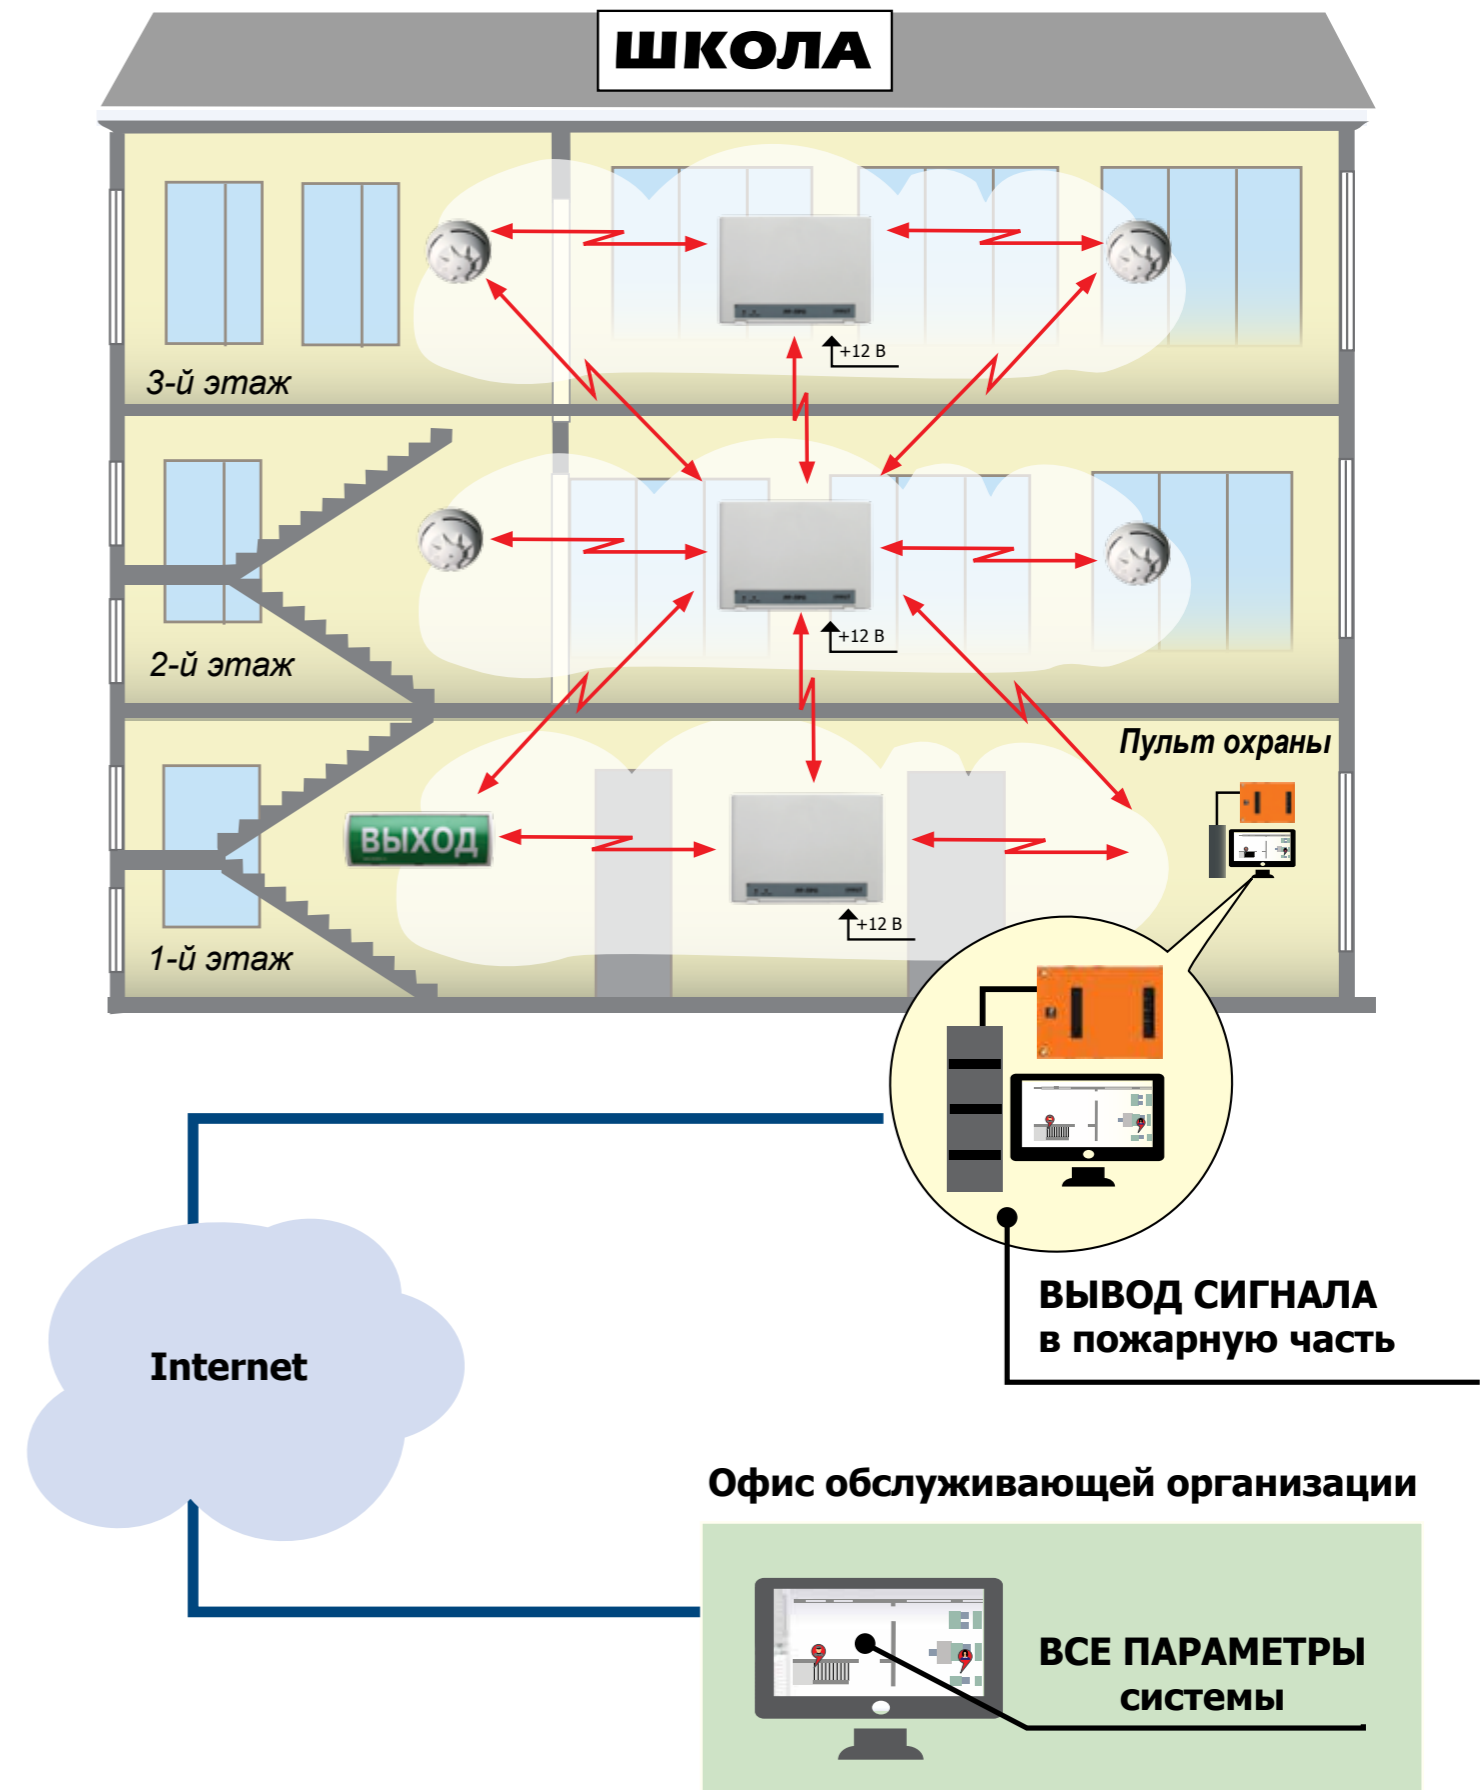 ШКОЛА
+12 В
3-й этаж
+12 В
2-й этаж
Пульт охраны
ВЫХОД
+12 В
1-й этаж
ВЫВОД СИГНАЛА
в пожарную часть
Internet
Офис обслуживающей организации
ВСЕ ПАРАМЕТРЫ
системы